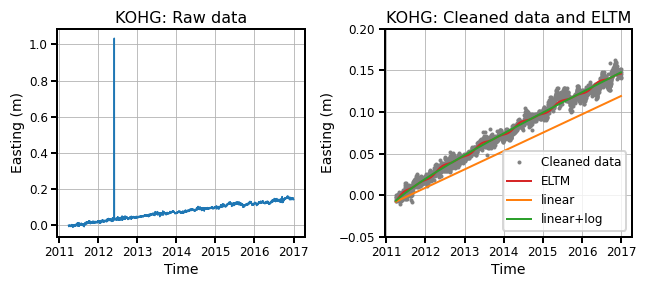 KOHG: Raw data
1.0
0.8
0.6
0.4
0.2
0.0
Easting (m)
2011 2012 2013 2014 2015 2016 2017
Time
KOHG: Cleaned data and ELTM
0.20
0.15
0.10
0.05
0.00
−0.05
Easting (m)
Cleaned data
ELTM
linear
linear+log
2011 2012 2013 2014 2015 2016 2017
Time